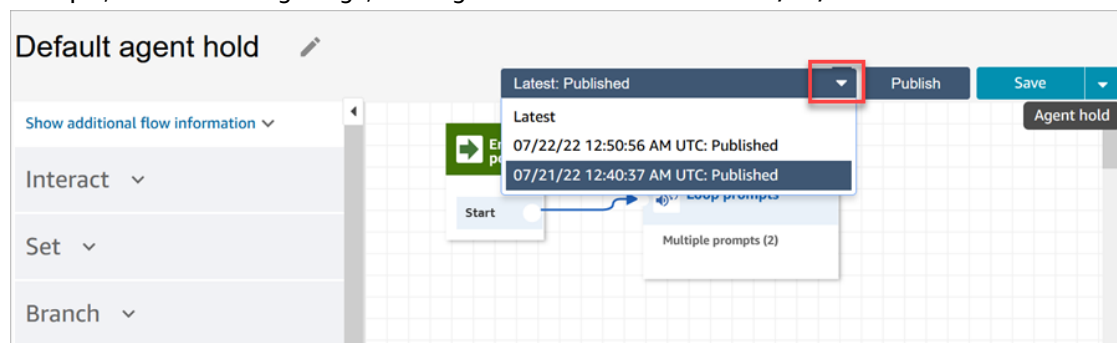 Default agent hold
Latest: Published
Publish
Save
Show additional flow information
Latest
Agent hold
07/22/22 12:50:56 AM UTC: Published
07/21/22 12:40:37 AM UTC: Published
Interact
Start
Loop prompts
Set
Multiple prompts (2)
Branch